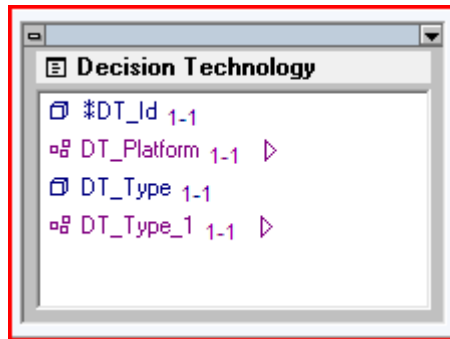 Decision Technology
‡DT_Id 1-1
DT_Platform 1-1
DT_Type 1-1
DT_Type_1 1-1